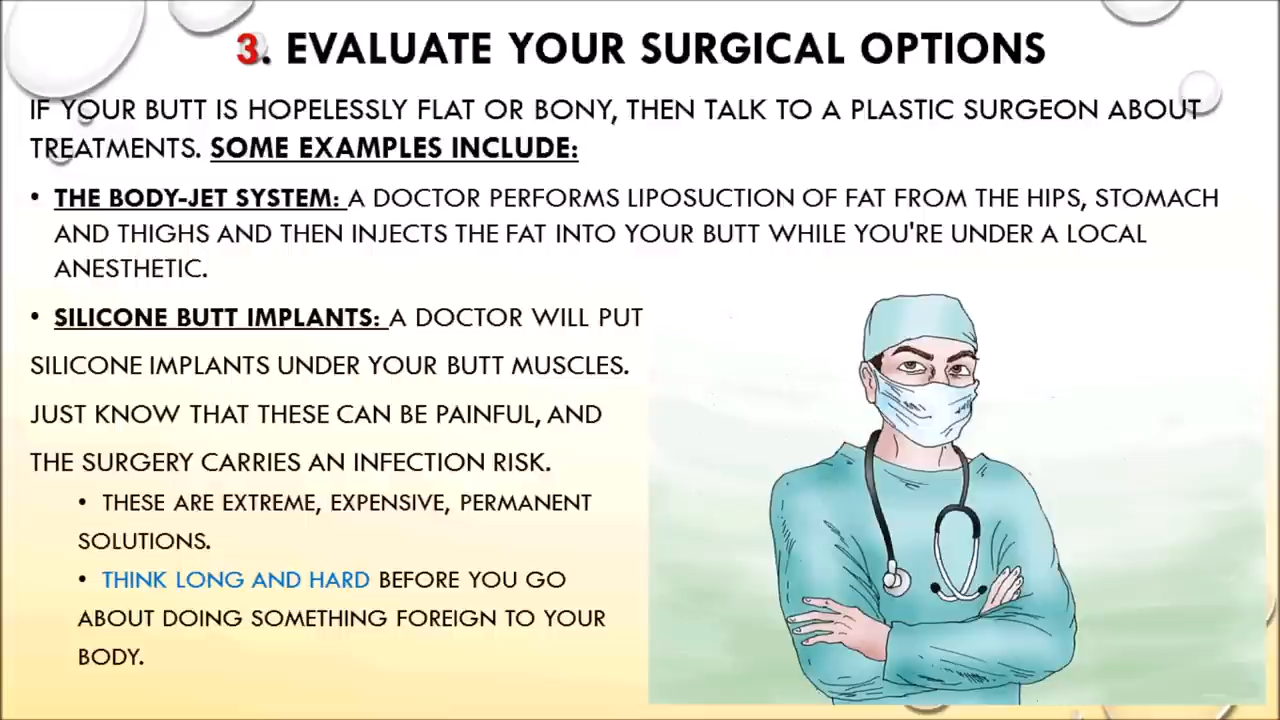 3. EVALUATE YOUR SURGICAL OPTIONS
IF YOUR BUTT IS HOPELESSLY FLAT OR BONY, THEN TALK TO A PLASTIC SURGEON ABOUT
TREATMENTS. SOME EXAMPLES INCLUDE:
• THE BODY-JET SYSTEM: A DOCTOR PERFORMS LIPOSUCTION OF FAT FROM THE HIPS, STOMACH
AND THIGHS AND THEN INJECTS THE FAT INTO YOUR BUTT WHILE YOU'RE UNDER A LOCAL
ANESTHETIC.
• SILICONE BUTT IMPLANTS: A DOCTOR WILL PUT
SILICONE IMPLANTS UNDER YOUR BUTT MUSCLES.
JUST KNOW THAT THESE CAN BE PAINFUL, AND
THE SURGERY CARRIES AN INFECTION RISK.
• THESE ARE EXTREME, EXPENSIVE, PERMANENT
SOLUTIONS.
• THINK LONG AND HARD BEFORE YOU GO
ABOUT DOING SOMETHING FOREIGN TO YOUR
BODY.